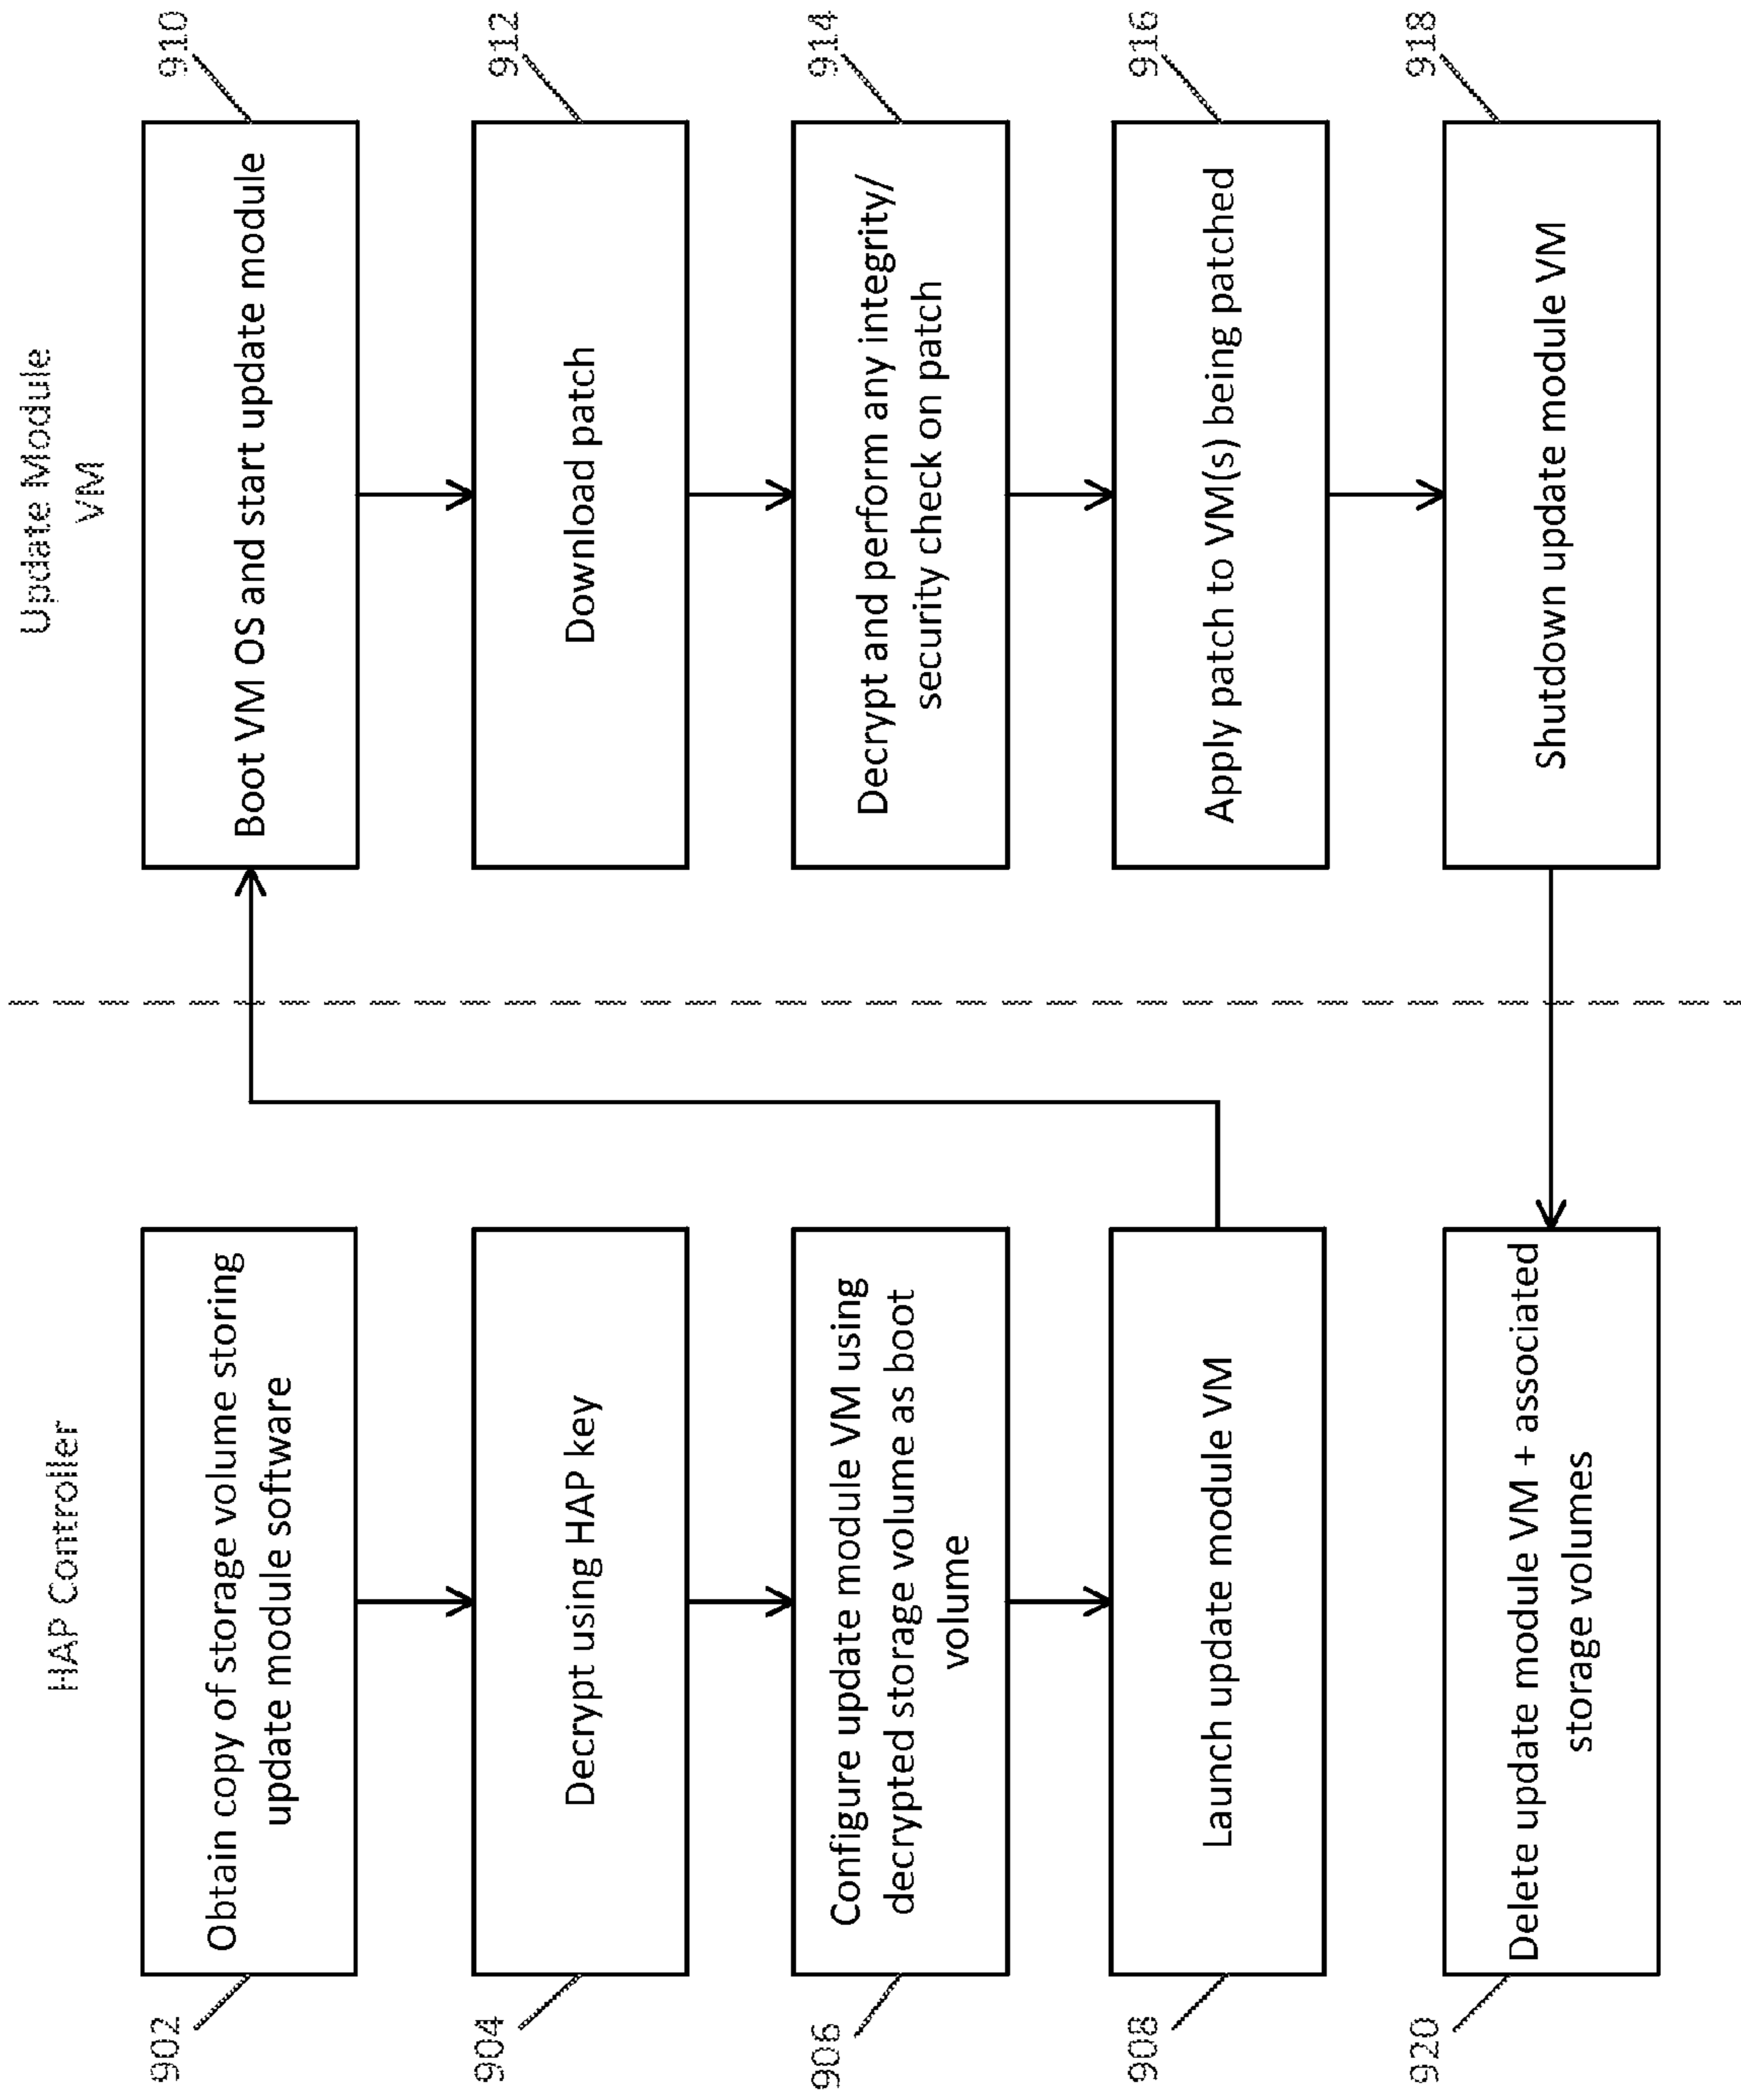 HAP Controller
902
Obtain copy of storage volume storing
update module software
904
Decrypt using HAP key
906
Configure update module VM using
decrypted storage volume as boot
volume
908
Launch update module VM
920
Delete update module VM + associated
storage volumes
Update Module
VM
910
Boot VM OS and start update module
912
Download patch
914
Decrypt and perform any integrity/
security check on patch
916
Apply patch to VM(s) being patched
918
Shutdown update module VM